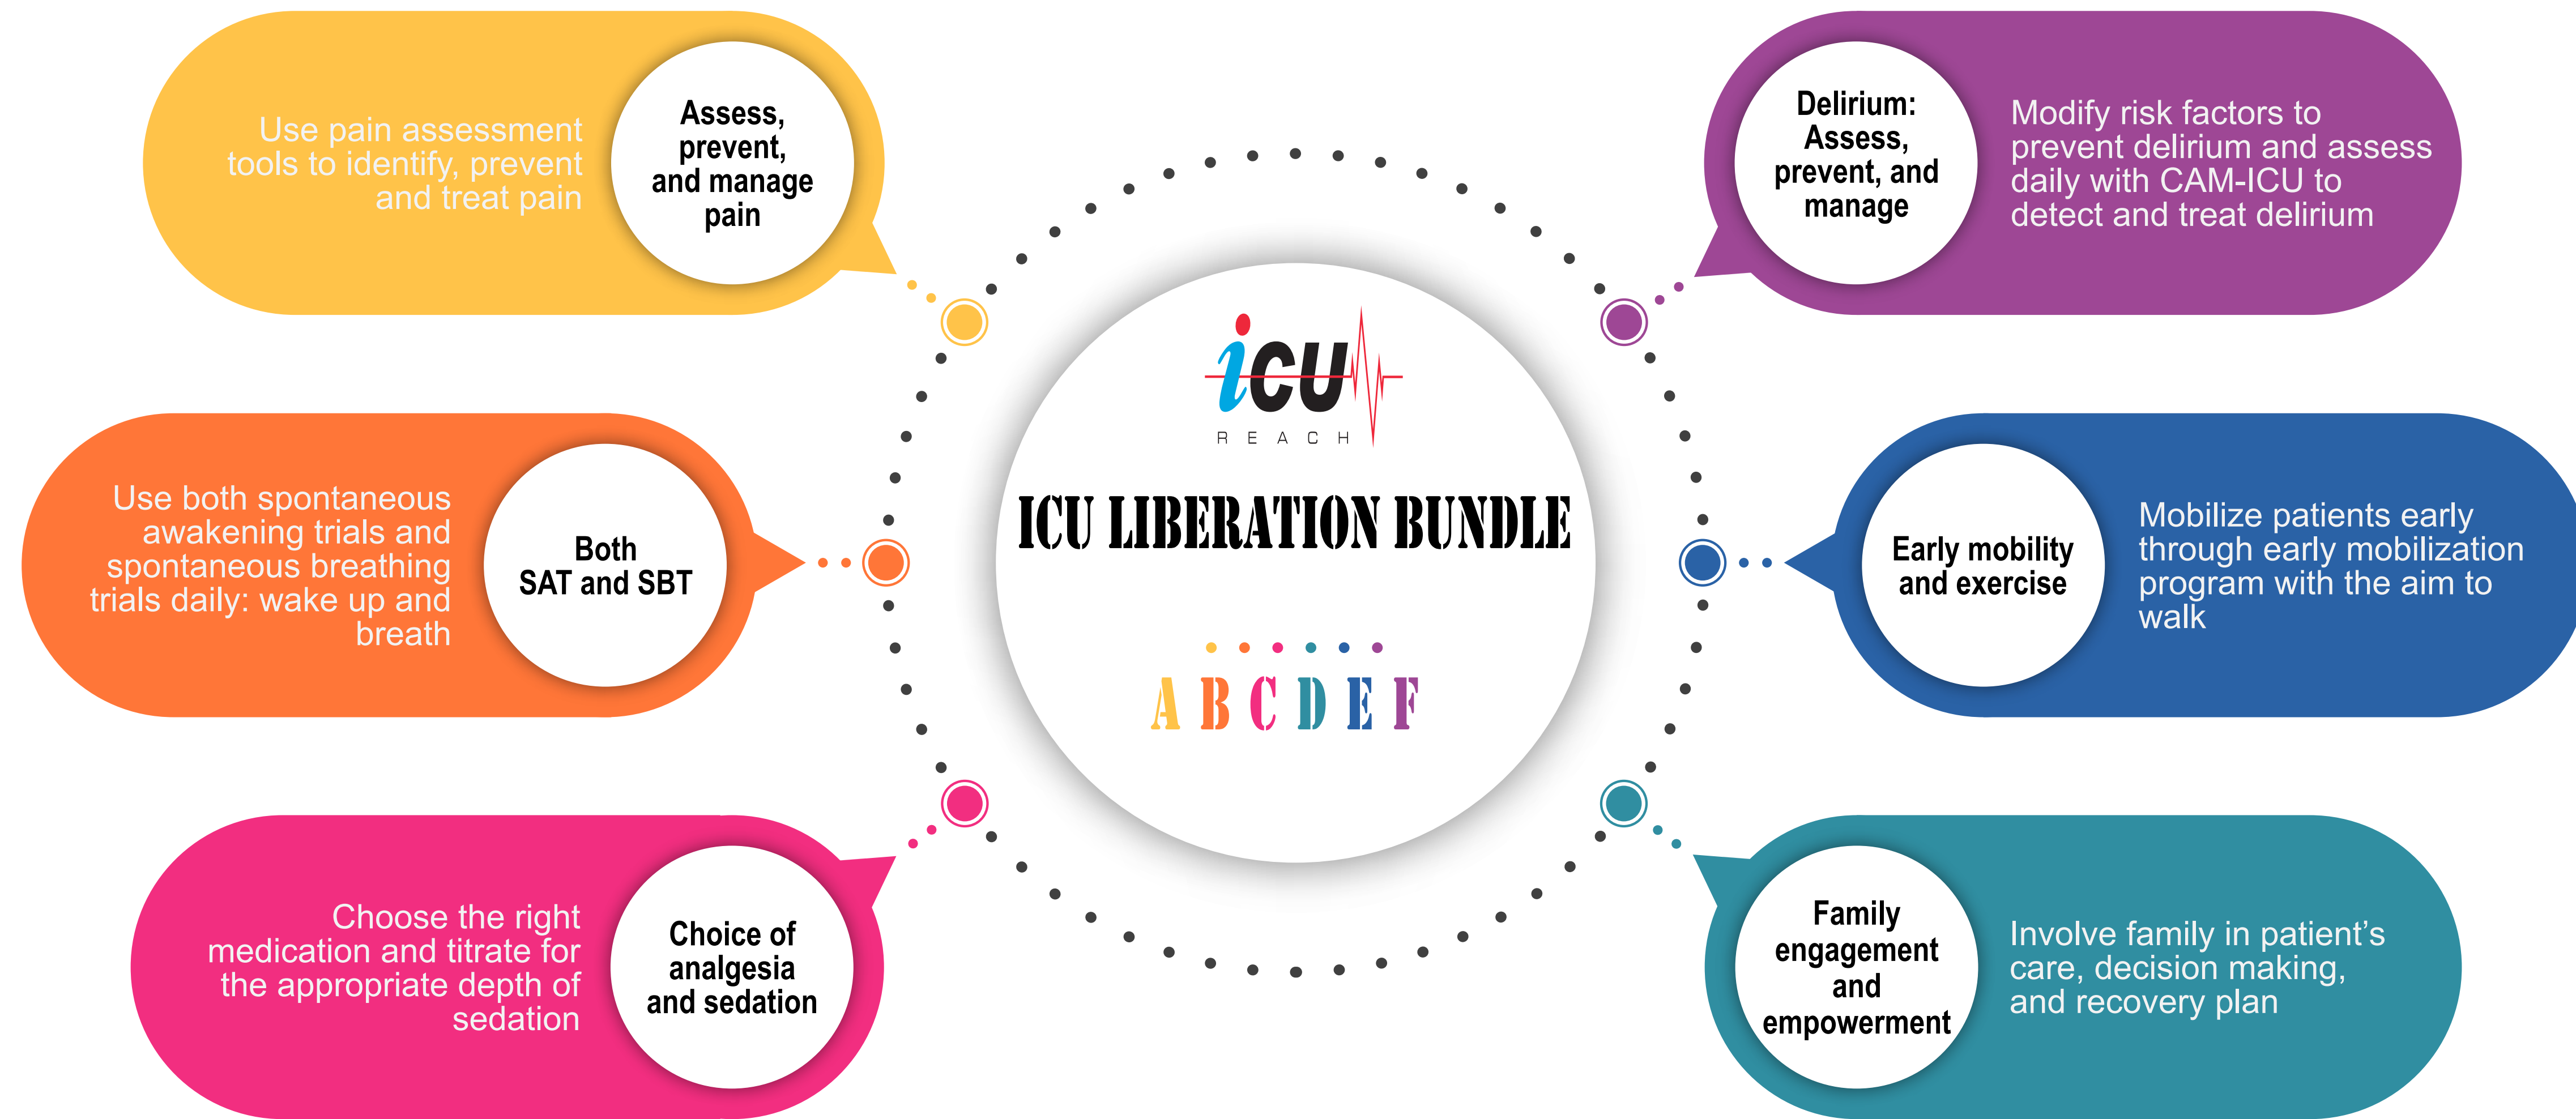 Use pain assessment
tools to identify, prevent
and treat pain
Assess,
prevent,
and manage
pain
Use both spontaneous
awakening trials and
spontaneous breathing
trials daily: wake up and
breath
Both
SAT and SBT
Choose the right
medication and titrate for
the appropriate depth of
sedation
Choice of
analgesia
and sedation
icu
REACH
ICU LIBERATION BUNDLE
A B C D E F
Delirium:
Assess,
prevent, and
manage
Modify risk factors to
prevent delirium and assess
daily with CAM-ICU to
detect and treat delirium
Early mobility
and exercise
Mobilize patients early
through early mobilization
program with the aim to
walk
Family
engagement
and
empowerment
Involve family in patient’s
care, decision making,
and recovery plan